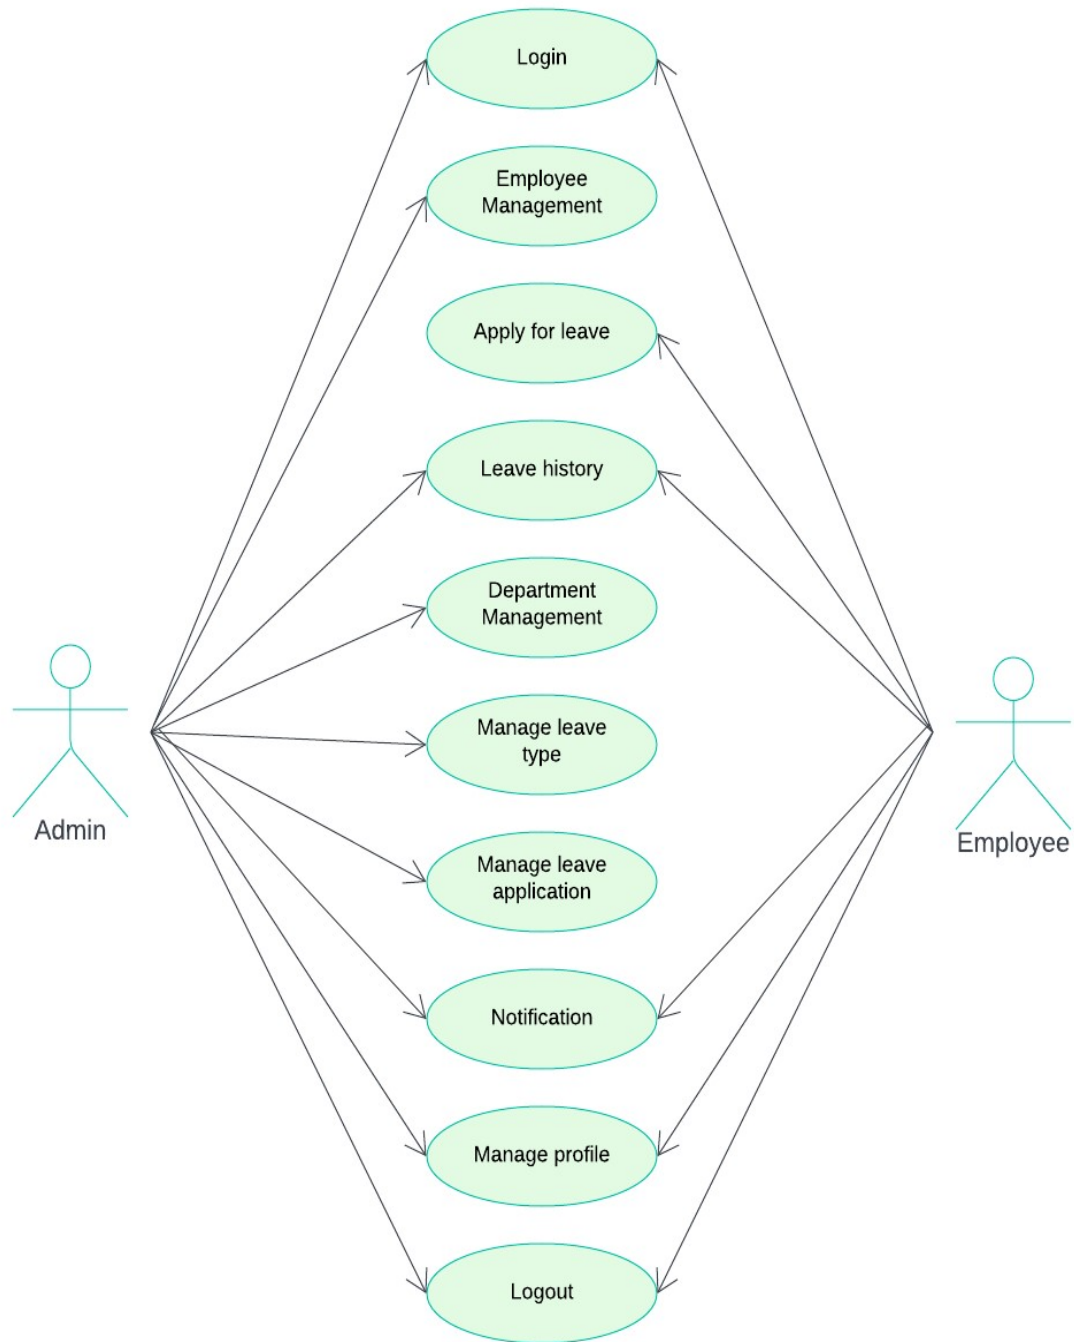 Login
Employee
Management
Apply for leave
Leave history
Department
Management
Manage leave
type
Manage leave
application
Notification
Manage profile
Logout
Admin
Employee